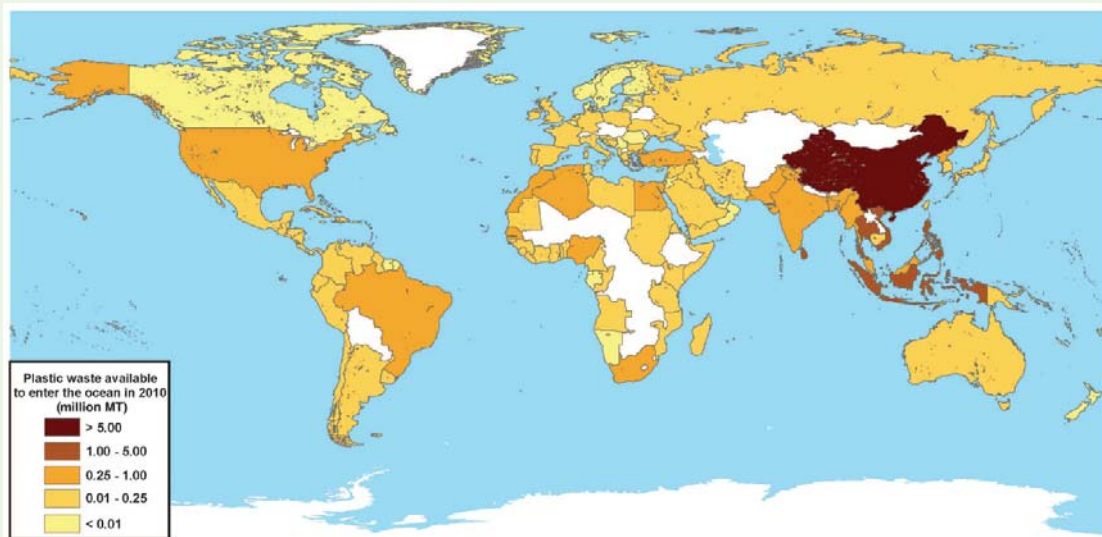 Plastic waste available
to enter the ocean in 2010
(million MT)
> 5.00
1.00 - 5.00
0.25 - 1.00
0.01 - 0.25
< 0.01